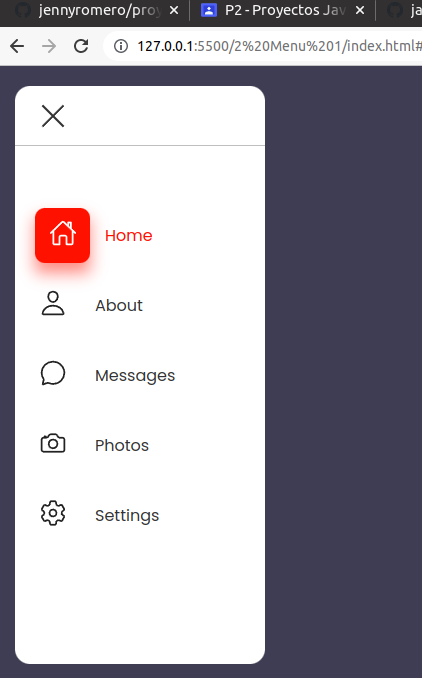 jennyromero/proy
P2 - Proyectos Jav
ja
127.0.0.1:5500/2%20Menu%201/index.html#
Home
About
Messages
Photos
Settings